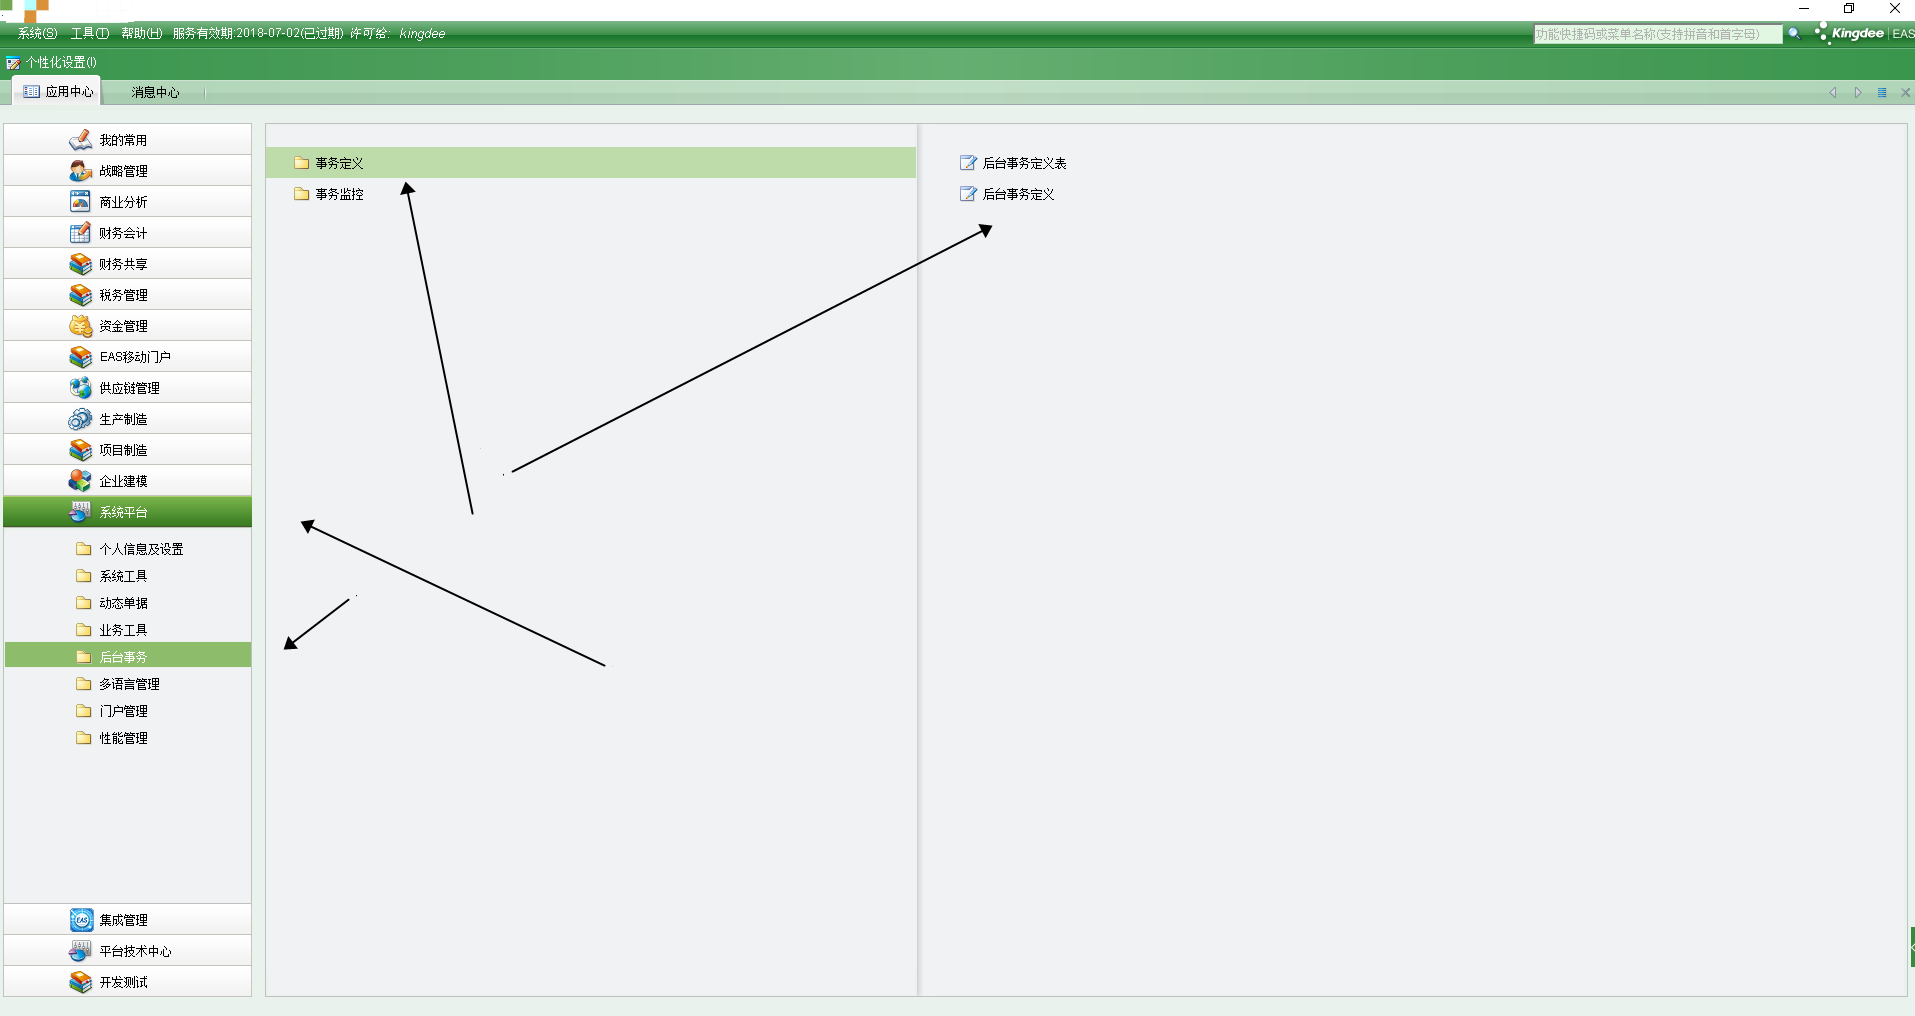 系统(S) 工具(T) 帮助(H) 服务有效期:2018-07-02(已过期) 许可给: kingdee
功能快捷码或菜单名称(支持拼音和首字母)
Kingdee EAS
个性化设置(I)
应用中心
消息中心
我的常用
战略管理
商业分析
财务会计
财务共享
税务管理
资金管理
EAS移动门户
供应链管理
生产制造
项目制造
企业建模
系统平台
个人信息及设置
系统工具
动态单据
业务工具
后台事务
多语言管理
门户管理
性能管理
集成管理
平台技术中心
开发测试
事务定义
事务监控
后台事务定义表
后台事务定义